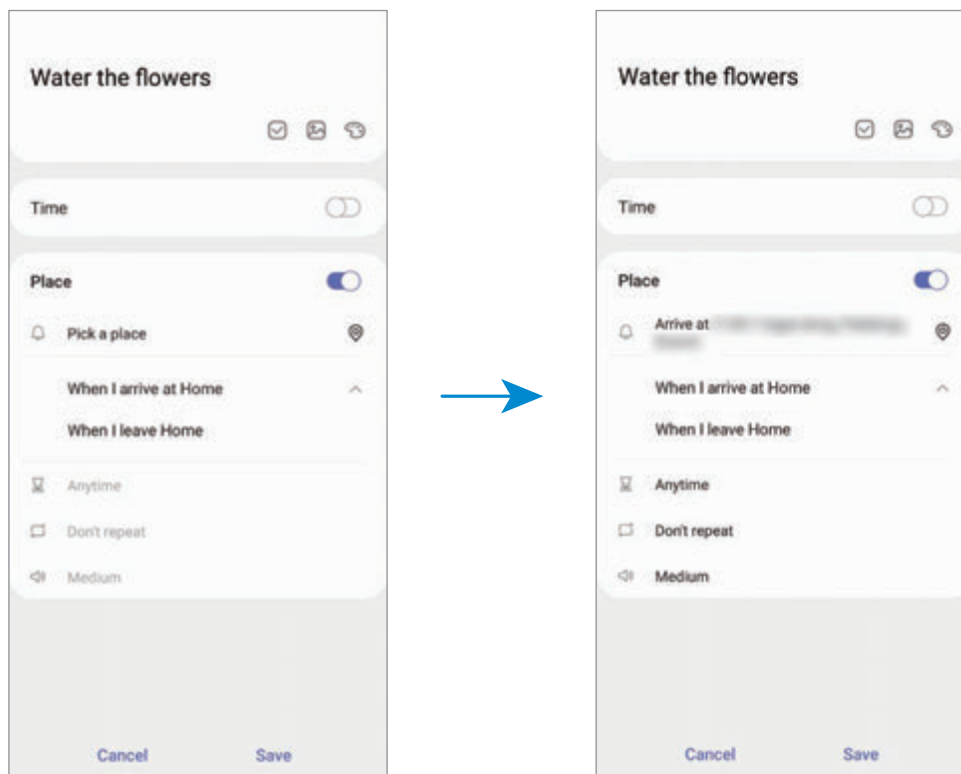 Water the flowers
Time
Place
Pick a place
When I arrive at Home
When I leave Home
Anytime
Don't repeat
Medium
Cancel Save
Water the flowers
Time
Place
Arrive at
When I arrive at Home
When I leave Home
Anytime
Don't repeat
Medium
Cancel Save